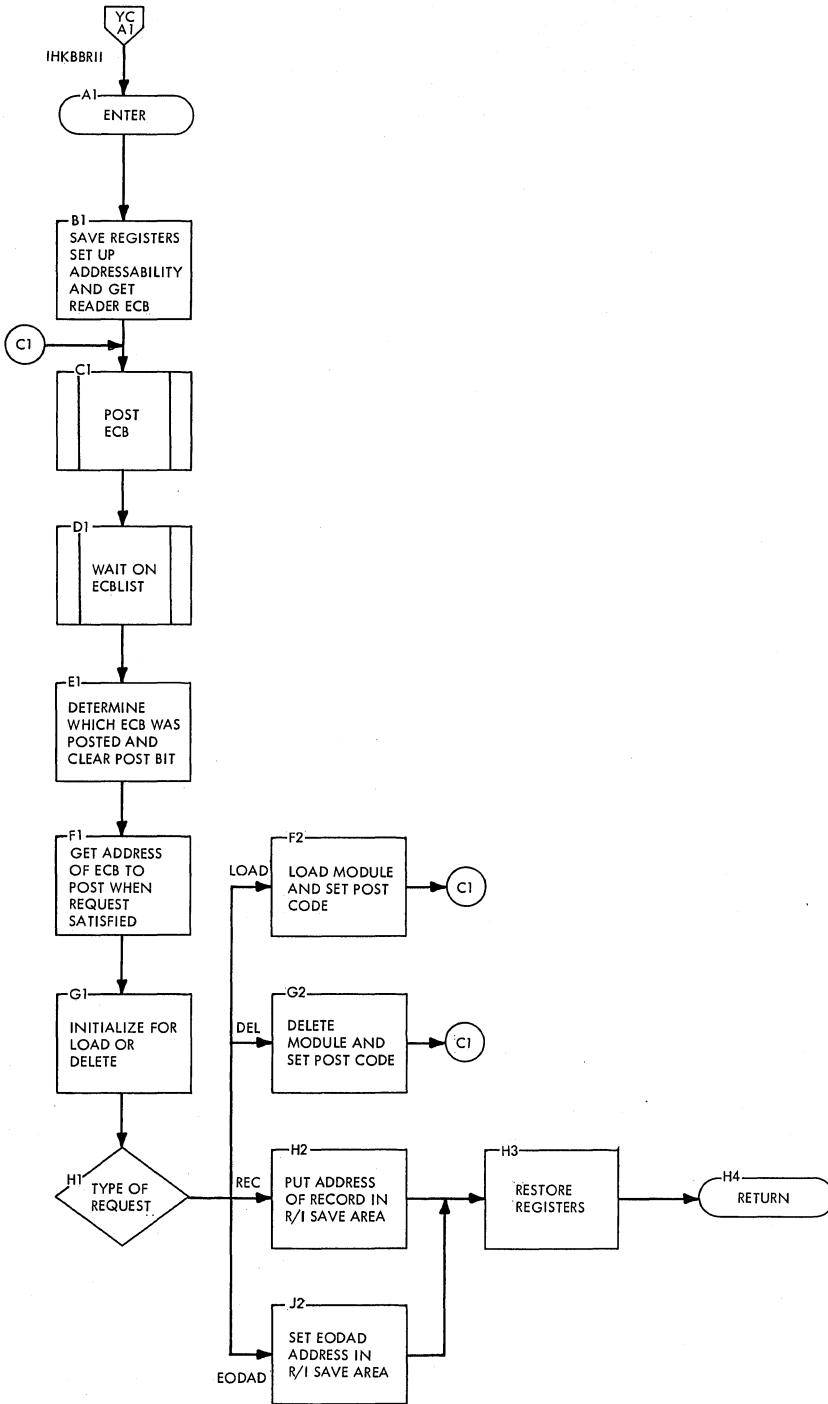 YC
A1
IHKBBRII
A1
ENTER
B1
SAVE REGISTERS
SET UP
ADDRESSABILITY
AND GET
READER ECB
C1
C1
POST
ECB
D1
WAIT ON
ECBLIST
E1
DETERMINE
WHICH ECB WAS
POSTED AND
CLEAR POST BIT
F1
GET ADDRESS
OF ECB TO
POST WHEN
REQUEST
SATISFIED
LOAD
F2
LOAD MODULE
AND SET POST
CODE
C1
G1
INITIALIZE FOR
LOAD OR
DELETE
DEL
G2
DELETE
MODULE AND
SET POST CODE
C1
H1
TYPE OF
REQUEST
REC
H2
PUT ADDRESS
OF RECORD IN
R/I SAVE AREA
H3
RESTORE
REGISTERS
H4
RETURN
EODAD
J2
SET EODAD
ADDRESS IN
R/I SAVE AREA